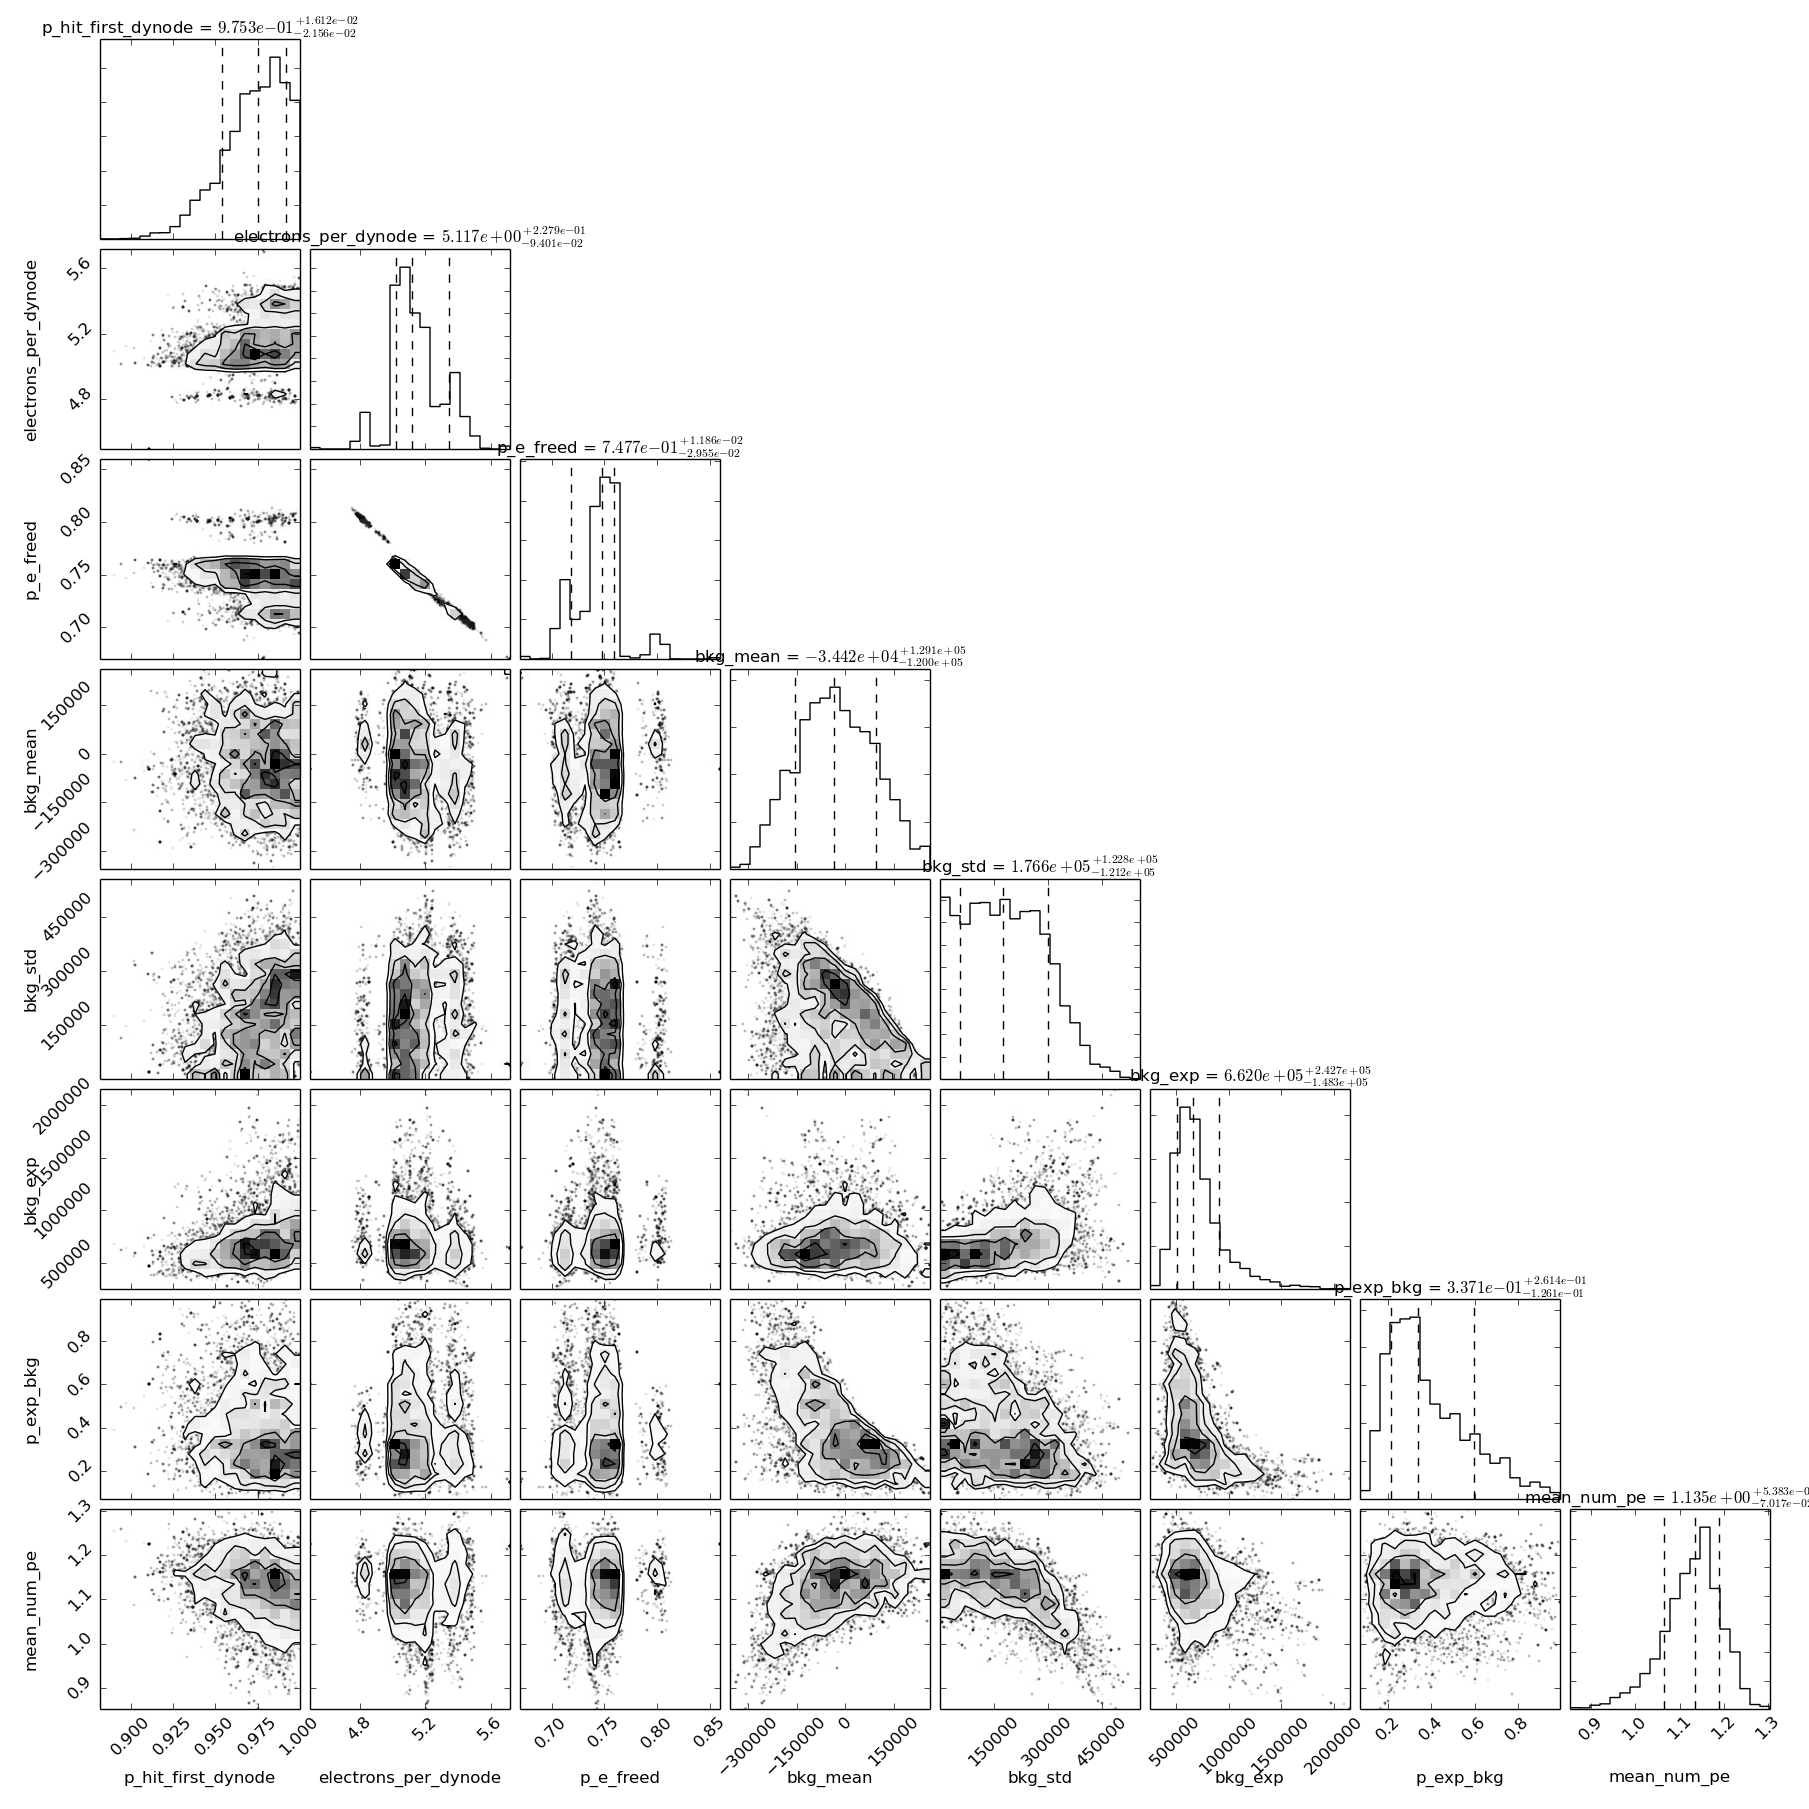 p_hit_first_dynode = 9.753e−01 +1.612e−02 −2.156e−02
electrons_per_dynode = 5.117e+00 +2.279e−01 −9.401e−02
5.6
5.2
4.8
electrons_per_dynode
p_e_freed = 7.477e−01 +1.186e−02 −2.955e−02
0.85
0.80
0.75
0.70
p_e_freed
bkg_mean = −3.442e+04 +1.291e+05 −1.200e+05
150000
0
−150000
−300000
bkg_mean
bkg_std = 1.766e+05 +1.228e+05 −1.212e+05
450000
300000
150000
bkg_std
bkg_exp = 6.620e+05 +2.427e+05 −1.483e+05
2000000
1500000
1000000
500000
bkg_exp
p_exp_bkg = 3.371e−01 +2.614e−01 −1.261e−01
0.8
0.6
0.4
0.2
p_exp_bkg
mean_num_pe = 1.135e+00 +5.383e−0 −7.017e−02
1.3
1.2
1.1
1.0
0.9
mean_num_pe
0.900 0.925 0.950 0.975 1.000 4.8 5.2 5.6 0.70 0.75 0.80 0.85 −300000 −150000 0 150000 150000 300000 450000 500000 1000000 1500000 2000000 0.2 0.4 0.6 0.8 0.9 1.0 1.1 1.2 1.3
p_hit_first_dynode electrons_per_dynode p_e_freed bkg_mean bkg_std bkg_exp p_exp_bkg mean_num_pe